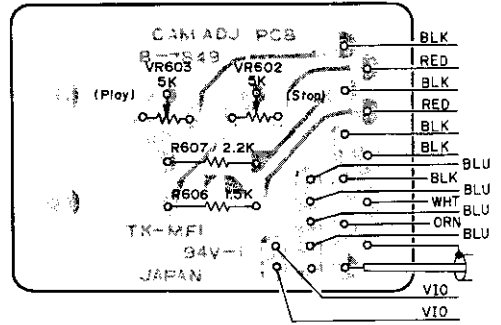 CAM ADJ PCB
B-7849
VR603
5K
VR602
5K
(Play)
(Stop)
R607 2.2K
R606 1.5K
TK-MFI
94V-
JAPAN
BLK
RED
BLK
RED
BLK
BLK
BLU
BLK
BLU
WHT
BLU
ORN
BLU
VIO
VIO